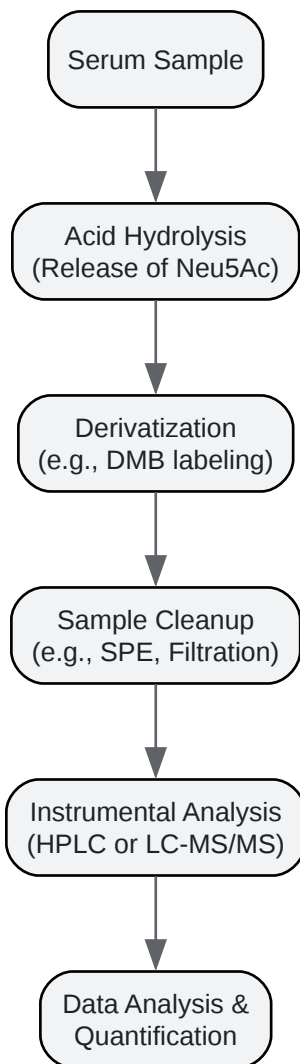 Serum Sample
Acid Hydrolysis
(Release of Neu5Ac)
Derivatization
(e.g., DMB labeling)
Sample Cleanup
(e.g., SPE, Filtration)
Instrumental Analysis
(HPLC or LC-MS/MS)
Data Analysis &
Quantification